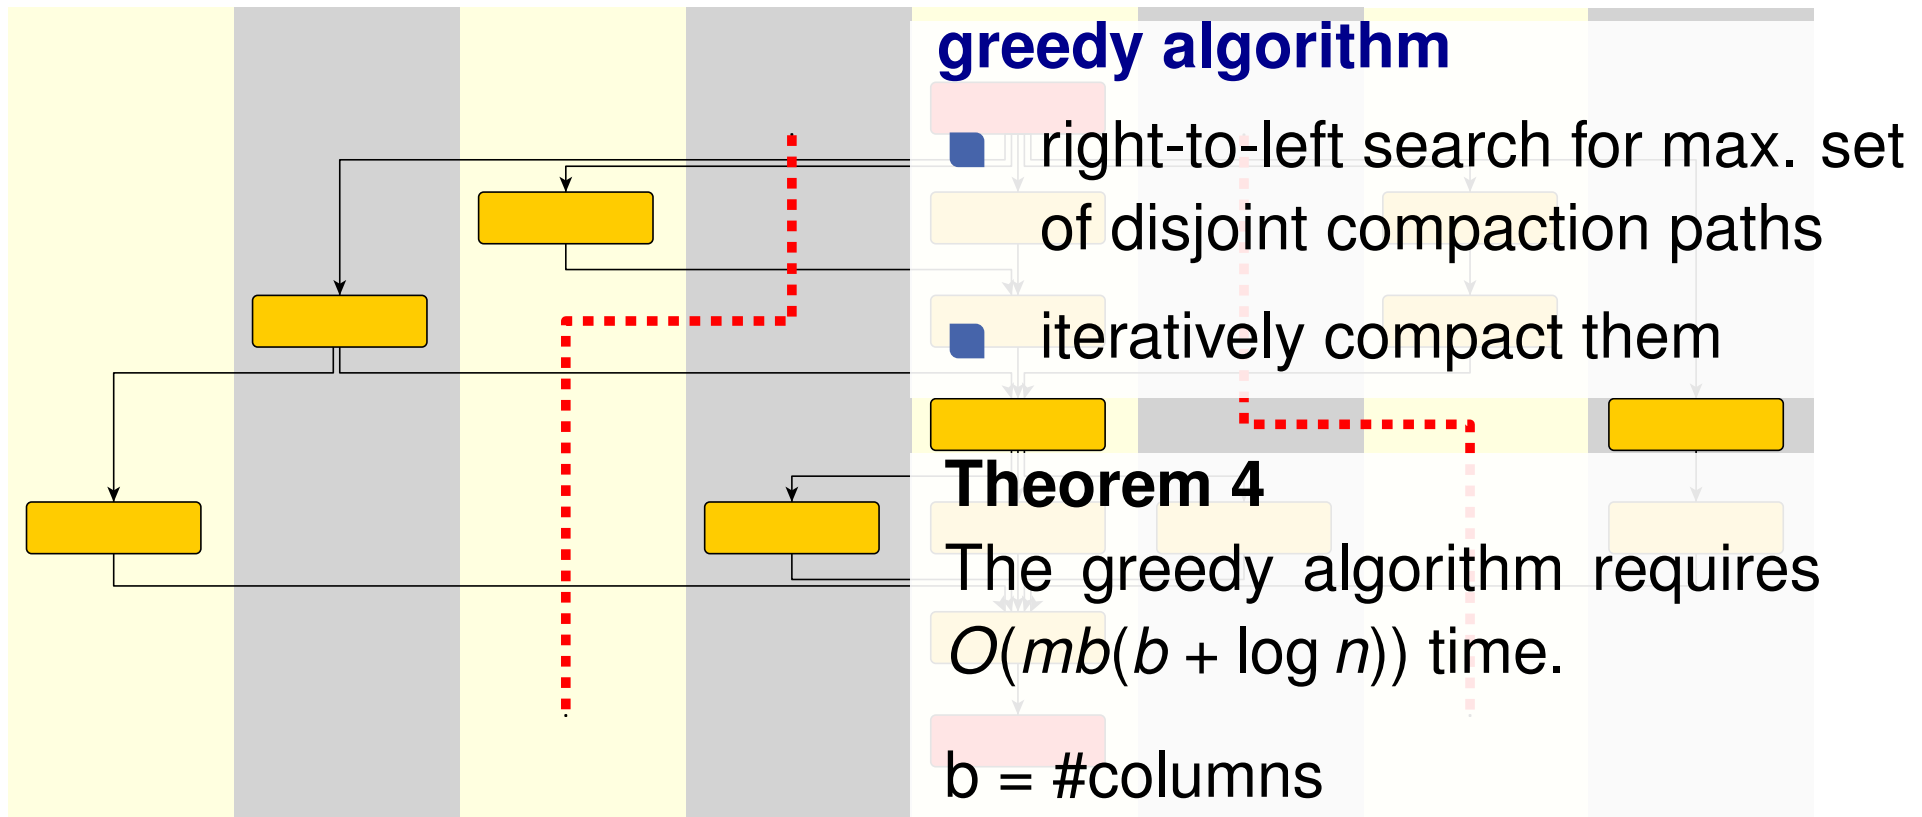 greedy algorithm
right-to-left search for max. set
of disjoint compaction paths
iteratively compact them
Theorem 4
The greedy algorithm requires
O(mb(b + log n)) time.
b = #columns